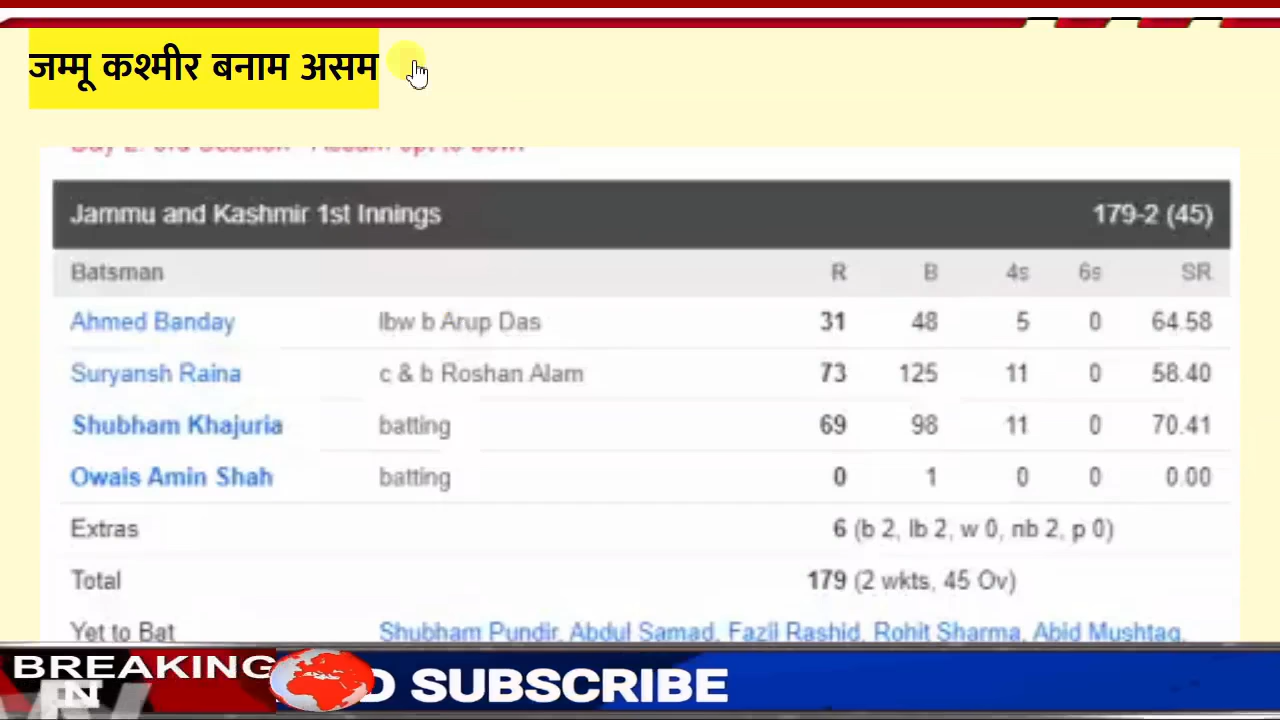 जम्मू कश्मीर बनाम असम
Jammu and Kashmir 1st Innings 179-2 (45)
Batsman R B 4s 6s SR
Ahmed Banday lbw b Arup Das 31 48 5 0 64.58
Suryansh Raina c & b Roshan Alam 73 125 11 0 58.40
Shubham Khajuria batting 69 98 11 0 70.41
Owais Amin Shah batting 0 1 0 0 0.00
Extras 6 (b 2, lb 2, w 0, nb 2, p 0)
Total 179 (2 wkts, 45 Ov)
Yet to Bat Shubham Pundir, Abdul Samad, Fazil Rashid, Rohit Sharma, Abid Mushtaq,
BREAKING
D SUBSCRIBE